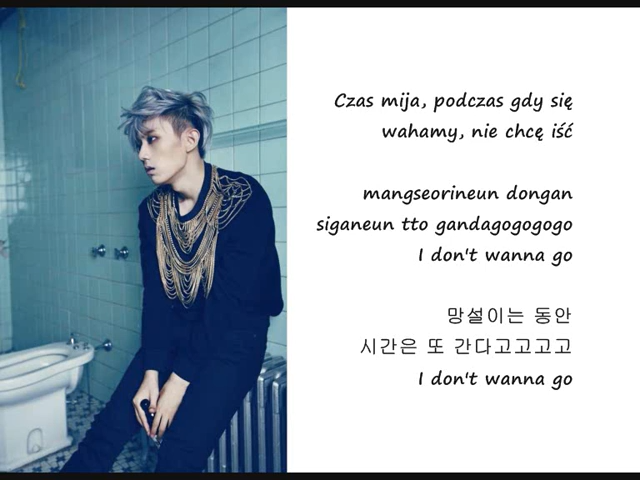 Czas mija, podczas gdy się
wahamy, nie chcę iść
mangseorineun dongan
siganeun tto gandagogogogo
I don't wanna go
망설이는 동안
시간은 또 간다고고고고
I don't wanna go